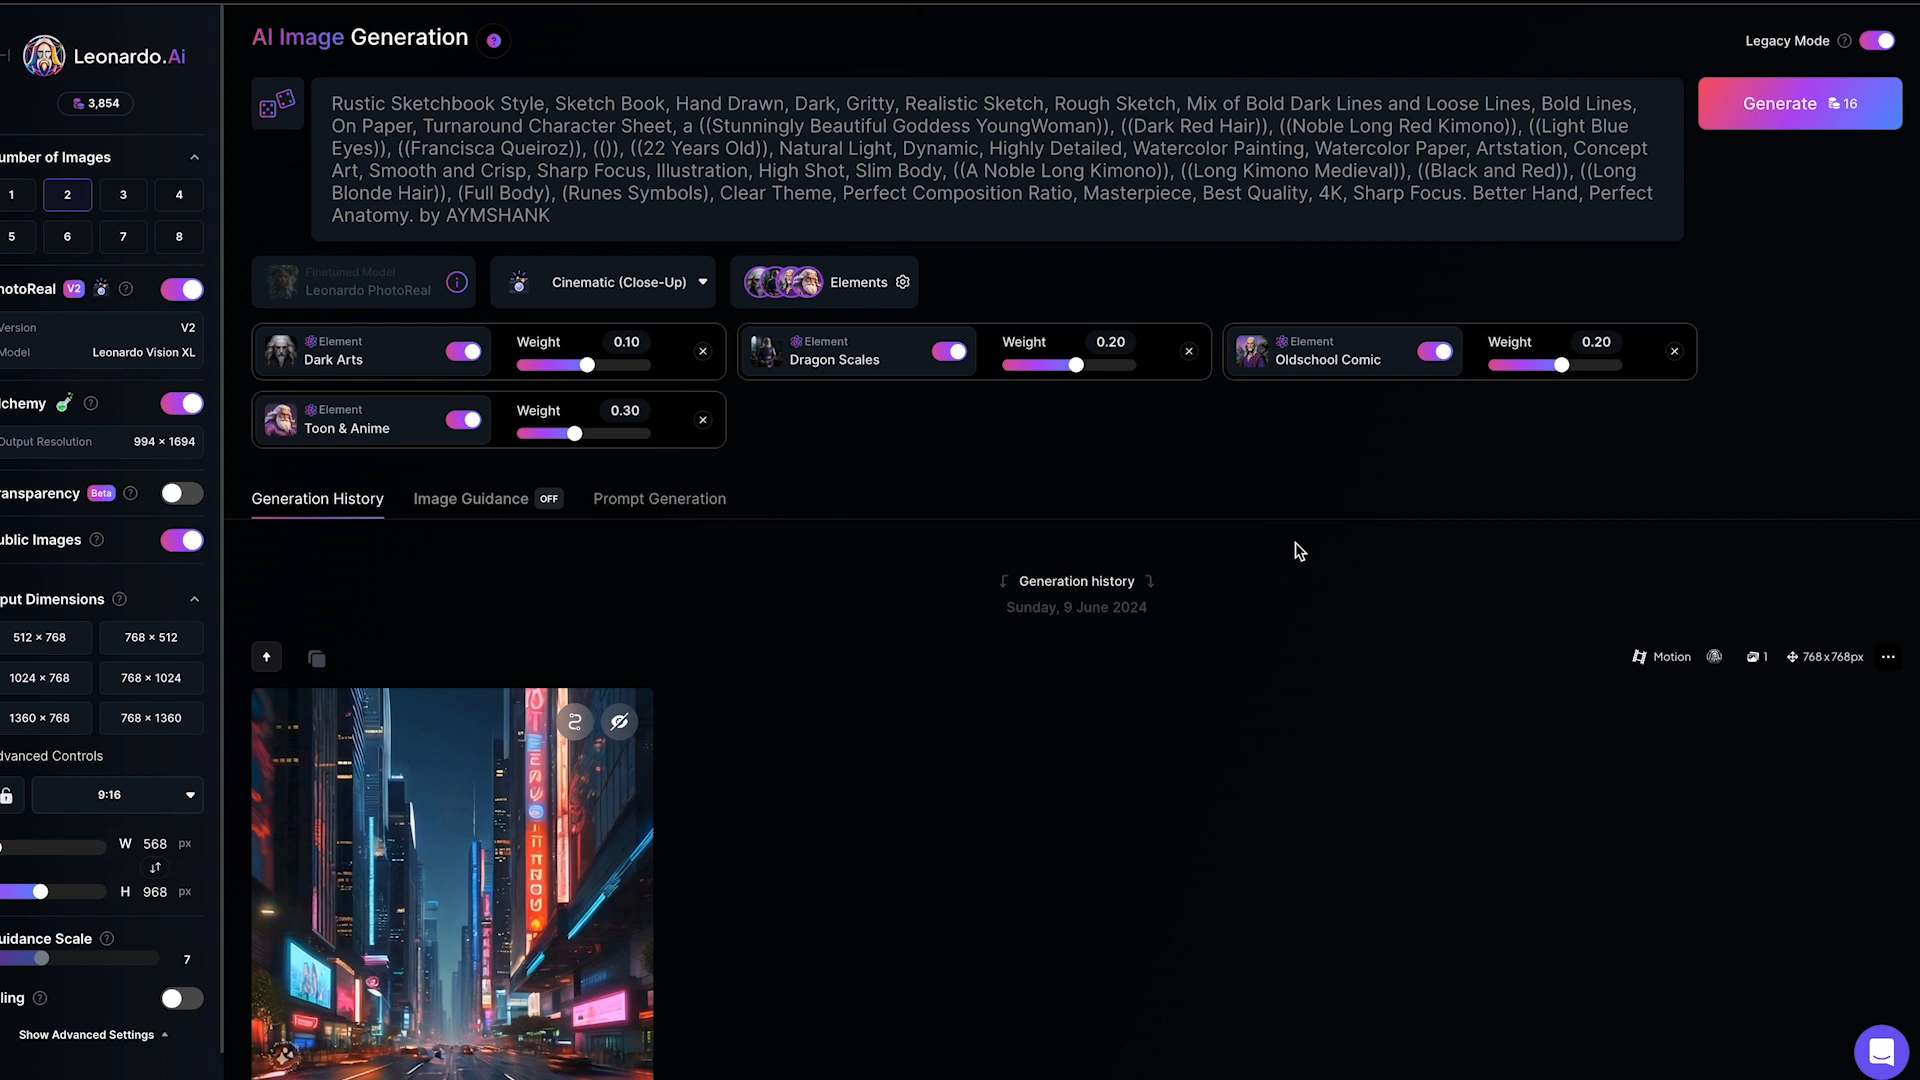 Leonardo.Ai
3,854
umber of Images
1 2 3 4
5 6 7 8
hotoReal V2
Version V2
Model Leonardo Vision XL
lchemy
Output Resolution 994 × 1694
ransparency Beta
ublic Images
put Dimensions
512 × 768 768 × 512
1024 × 768 768 × 1024
1360 × 768 768 × 1360
dvanced Controls
9:16
W 568 px
H 968 px
uidance Scale
7
ling
Show Advanced Settings
AI Image Generation ?
Legacy Mode ?
Rustic Sketchbook Style, Sketch Book, Hand Drawn, Dark, Gritty, Realistic Sketch, Rough Sketch, Mix of Bold Dark Lines and Loose Lines, Bold Lines,
On Paper, Turnaround Character Sheet, a ((Stunningly Beautiful Goddess YoungWoman)), ((Dark Red Hair)), ((Noble Long Red Kimono)), ((Light Blue
Eyes)), ((Francisca Queiroz)), (()), ((22 Years Old)), Natural Light, Dynamic, Highly Detailed, Watercolor Painting, Watercolor Paper, Artstation, Concept
Art, Smooth and Crisp, Sharp Focus, Illustration, High Shot, Slim Body, ((A Noble Long Kimono)), ((Long Kimono Medieval)), ((Black and Red)), ((Long
Blonde Hair)), (Full Body), (Runes Symbols), Clear Theme, Perfect Composition Ratio, Masterpiece, Best Quality, 4K, Sharp Focus. Better Hand, Perfect
Anatomy. by AYMSHANK
Generate 16
Finetuned Model
Leonardo PhotoReal
Cinematic (Close-Up)
Elements
Element
Dark Arts
Weight 0.10
Element
Dragon Scales
Weight 0.20
Element
Oldschool Comic
Weight 0.20
Element
Toon & Anime
Weight 0.30
Generation History Image Guidance OFF Prompt Generation
Generation history
Sunday, 9 June 2024
Motion 1 768x768px